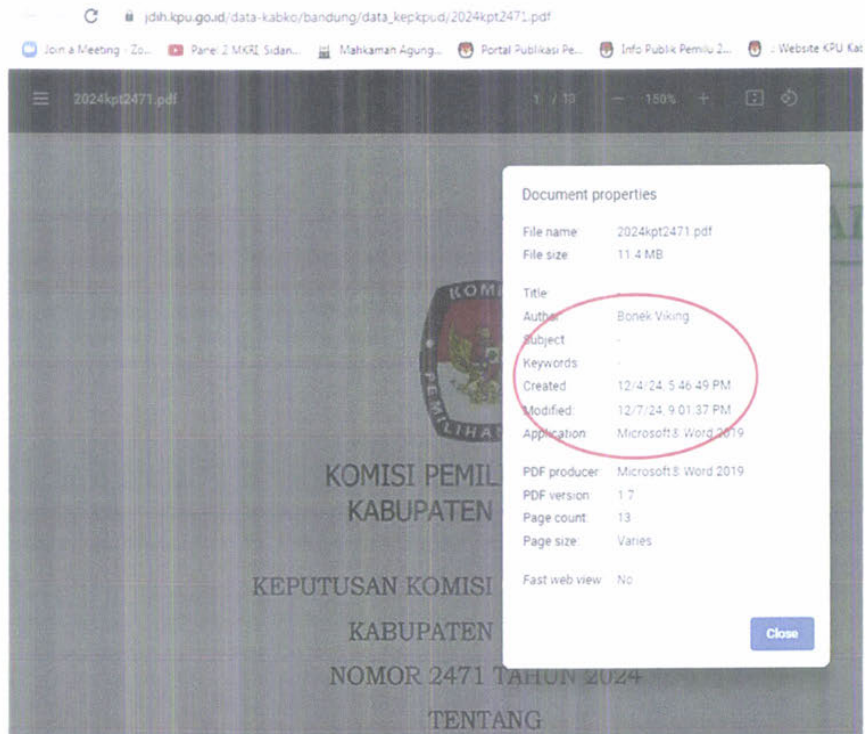 jdih.kpu.go.id/data-kabko/bandung/data_kepkpud/2024kpt2471.pdf
Join a Meeting - Zo... Panel 2 MKRI, Sidan... Mahkaman Agung... Portal Publikasi Pe... Info Publik Pemilu 2... : Website KPU Kab
2024kpt2471.pdf 1 / 13 — 150% +
Document properties
File name: 2024kpt2471.pdf
File size: 11.4 MB
Title: -
Author: Bonek Viking
Subject: -
Keywords: -
Created: 12/4/24, 5:46:49 PM
Modified: 12/7/24, 9:01:37 PM
Application: Microsoft® Word 2019
PDF producer: Microsoft® Word 2019
PDF version: 1.7
Page count: 13
Page size: Varies
Fast web view: No
Close
KOMI
PEMILIHAN
KOMISI PEMIL
KABUPATEN
KEPUTUSAN KOMISI
KABUPATEN
NOMOR 2471 TAHUN 2024
TENTANG